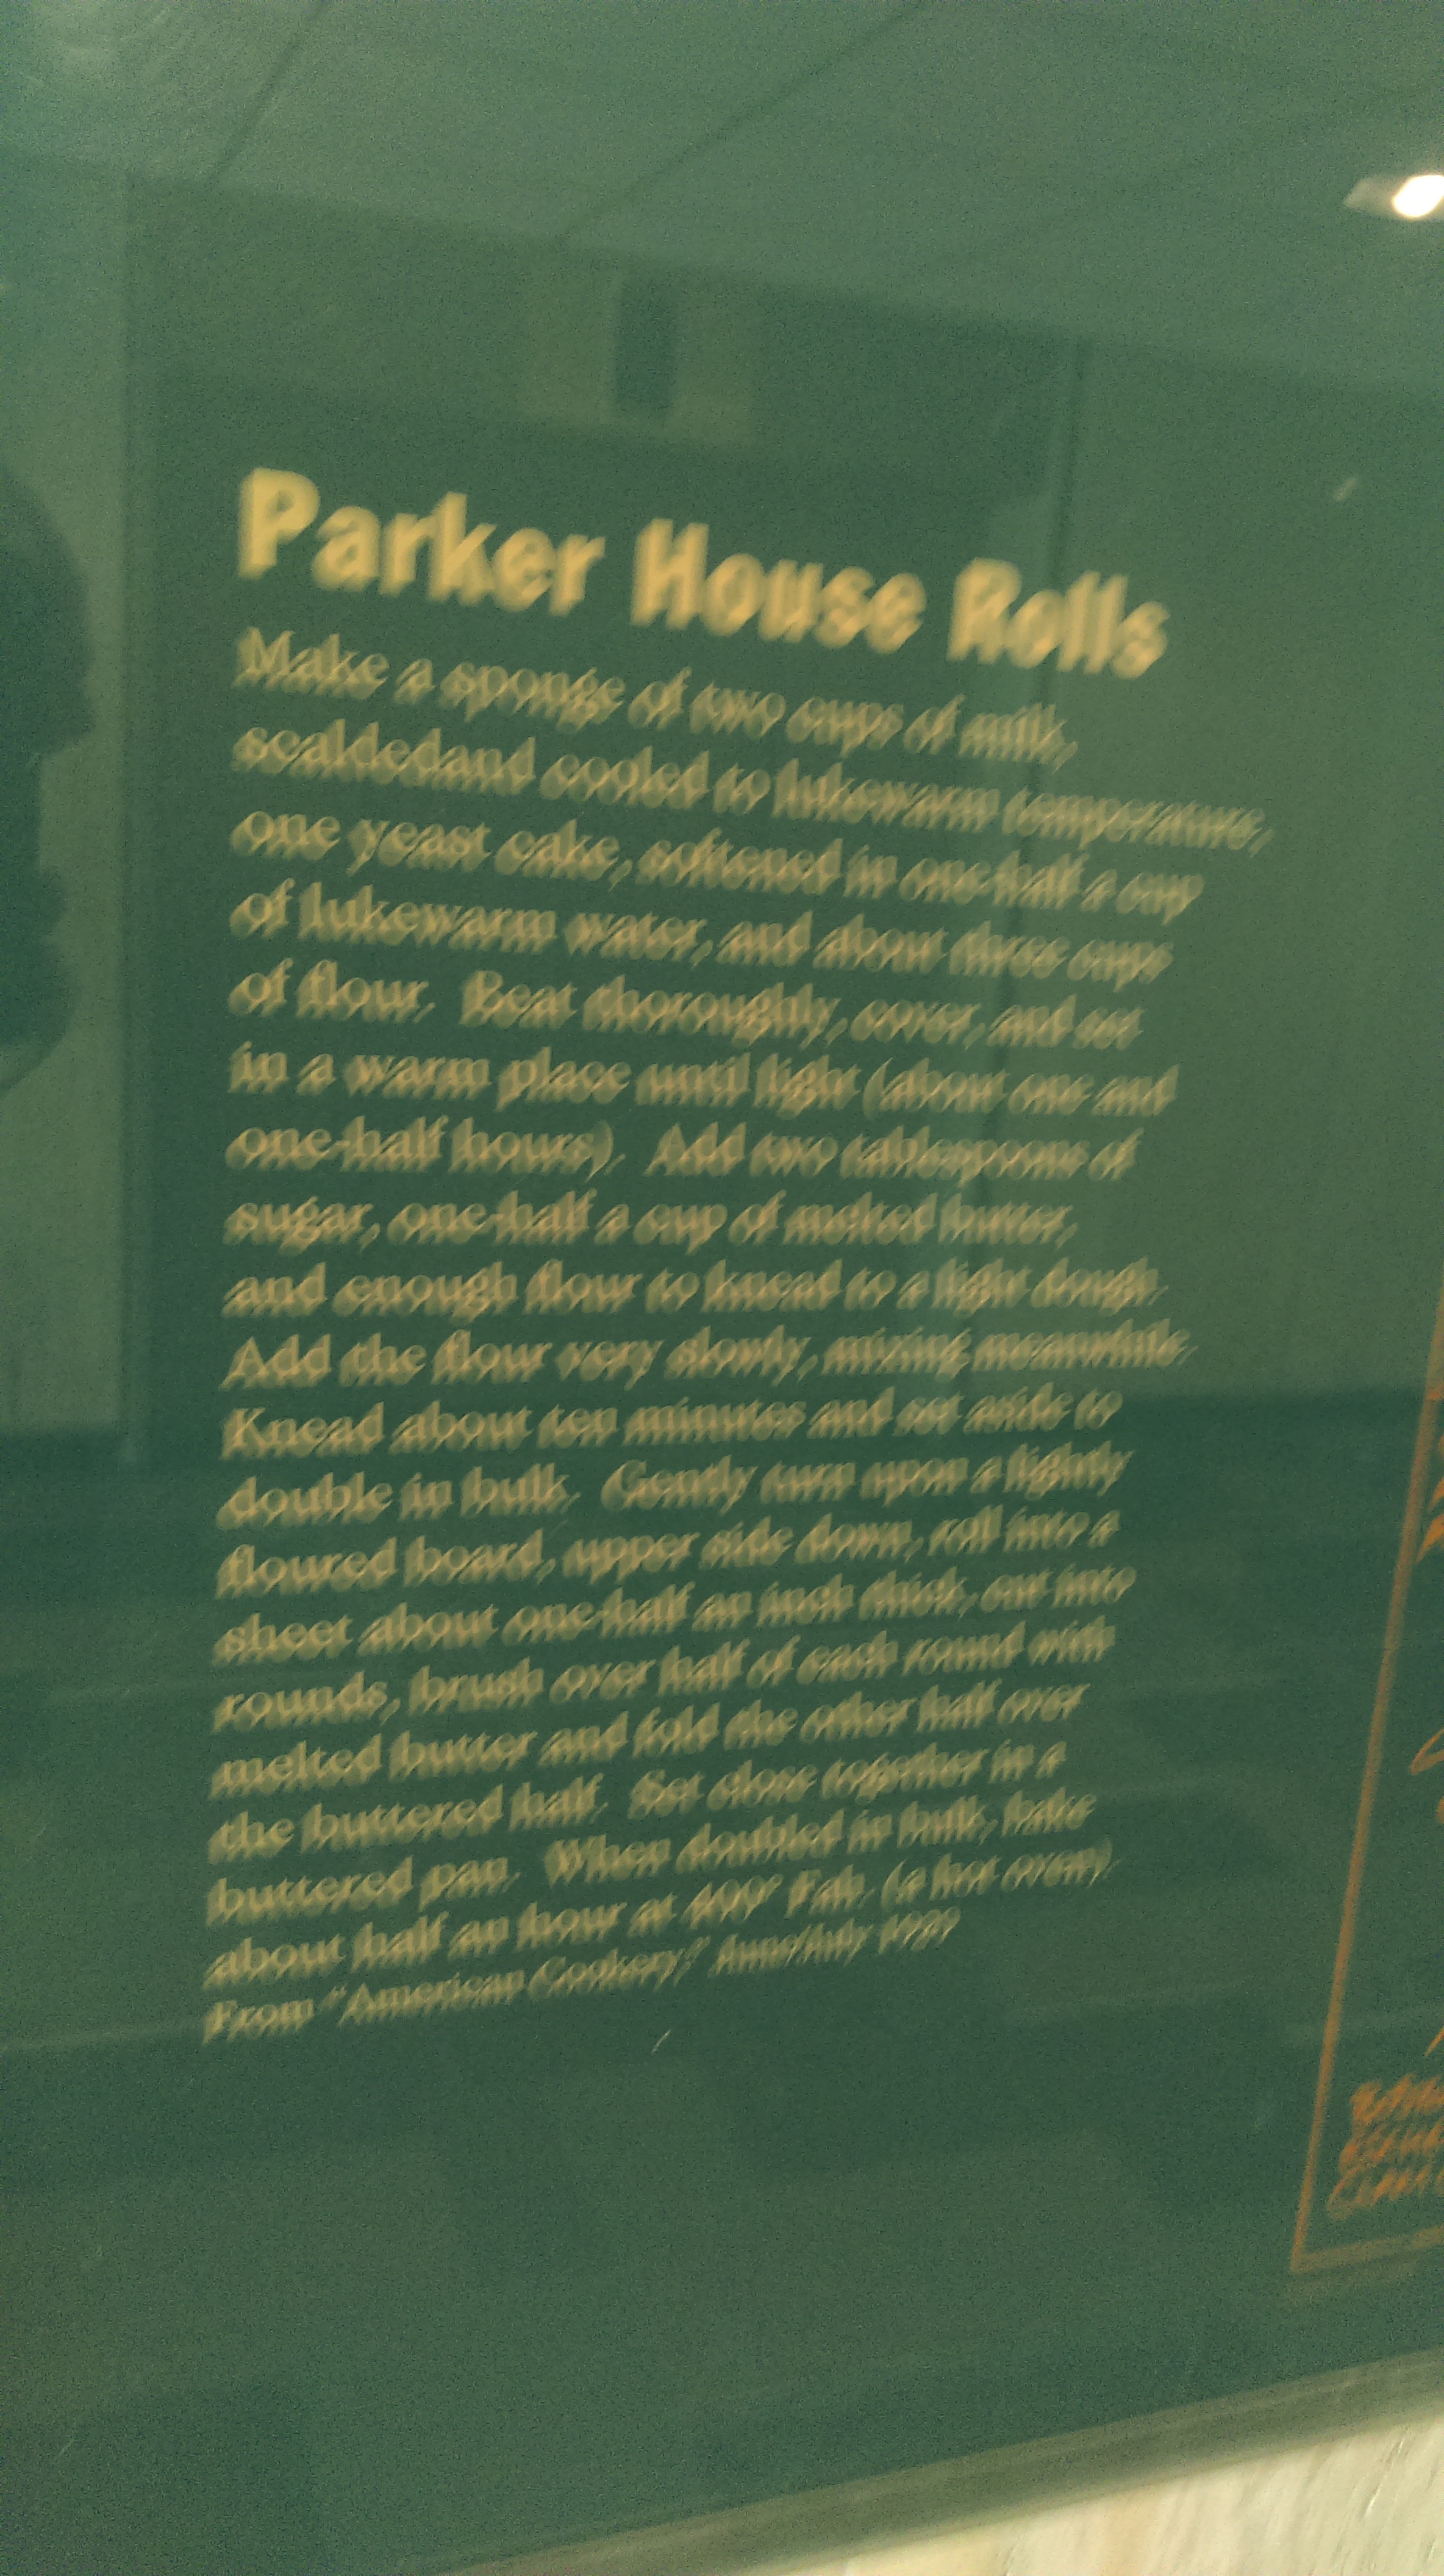 Parker House Rolls
Make a sponge of two cups of milk,
scaldedand cooled to lukewarm temperature,
one yeast cake, softened in one-half a cup
of lukewarm water, and about three cups
of flour. Beat thoroughly, cover, and set
in a warm place until light (about one and
one-half hours). Add two tablespoons of
sugar, one-half a cup of melted butter,
and enough flour to knead to a light dough.
Add the flour very slowly, mixing meanwhile.
Knead about ten minutes and set aside to
double in bulk. Gently turn upon a lightly
floured board, upper side down, roll into a
sheet about one-half an inch thick, cut into
rounds, brush over half of each round with
melted butter and fold the other half over
the buttered half. Set close together in a
buttered pan. When doubled in bulk, bake
about half an hour at 400° Fah. (a hot oven).
From "American Cookery," June/July